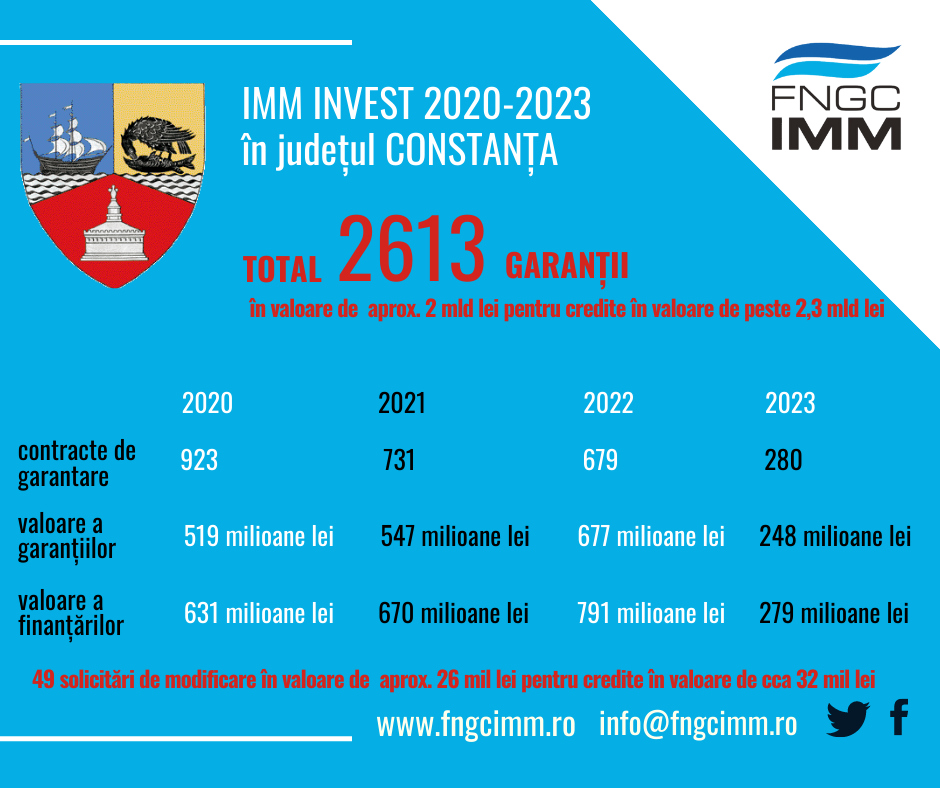 FNGC
IMM
IMM INVEST 2020-2023
în județul CONSTANȚA
TOTAL 2613 GARANȚII
în valoare de aprox. 2 mld lei pentru credite în valoare de peste 2,3 mld lei
2020 2021 2022 2023
contracte de
garantare
923 731 679 280
valoare a
garanțiilor
519 milioane lei 547 milioane lei 677 milioane lei 248 milioane lei
valoare a
finanțărilor
631 milioane lei 670 milioane lei 791 milioane lei 279 milioane lei
49 solicitări de modificare în valoare de aprox. 26 mil lei pentru credite în valoare de cca 32 mil lei
www.fngcimm.ro info@fngcimm.ro